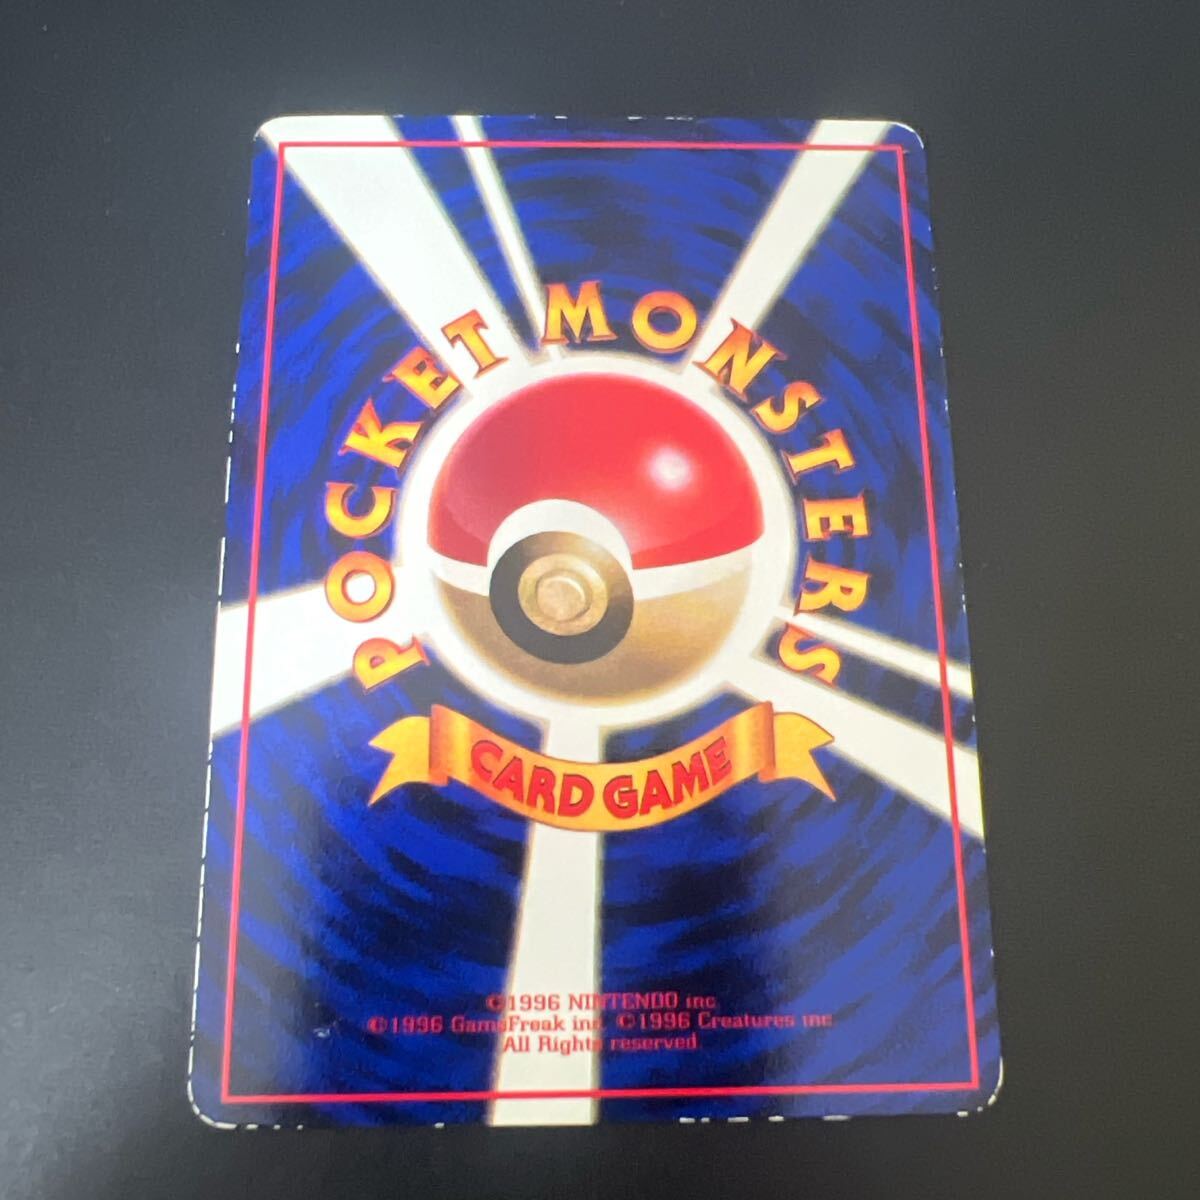 POCKET MONSTERS
CARD GAME
©1996 NINTENDO inc
©1996 GameFreak inc. ©1996 Creatures inc
All Rights reserved.